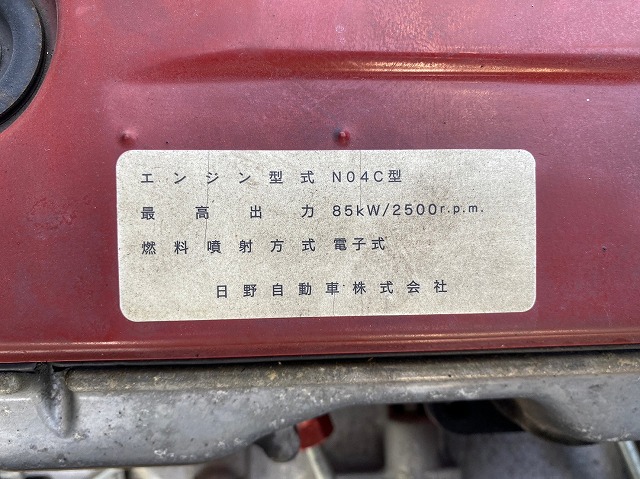 エンジン型式 N04C型
最高出力 85kW/2500r.p.m.
燃料噴射方式 電子式
日野自動車株式会社